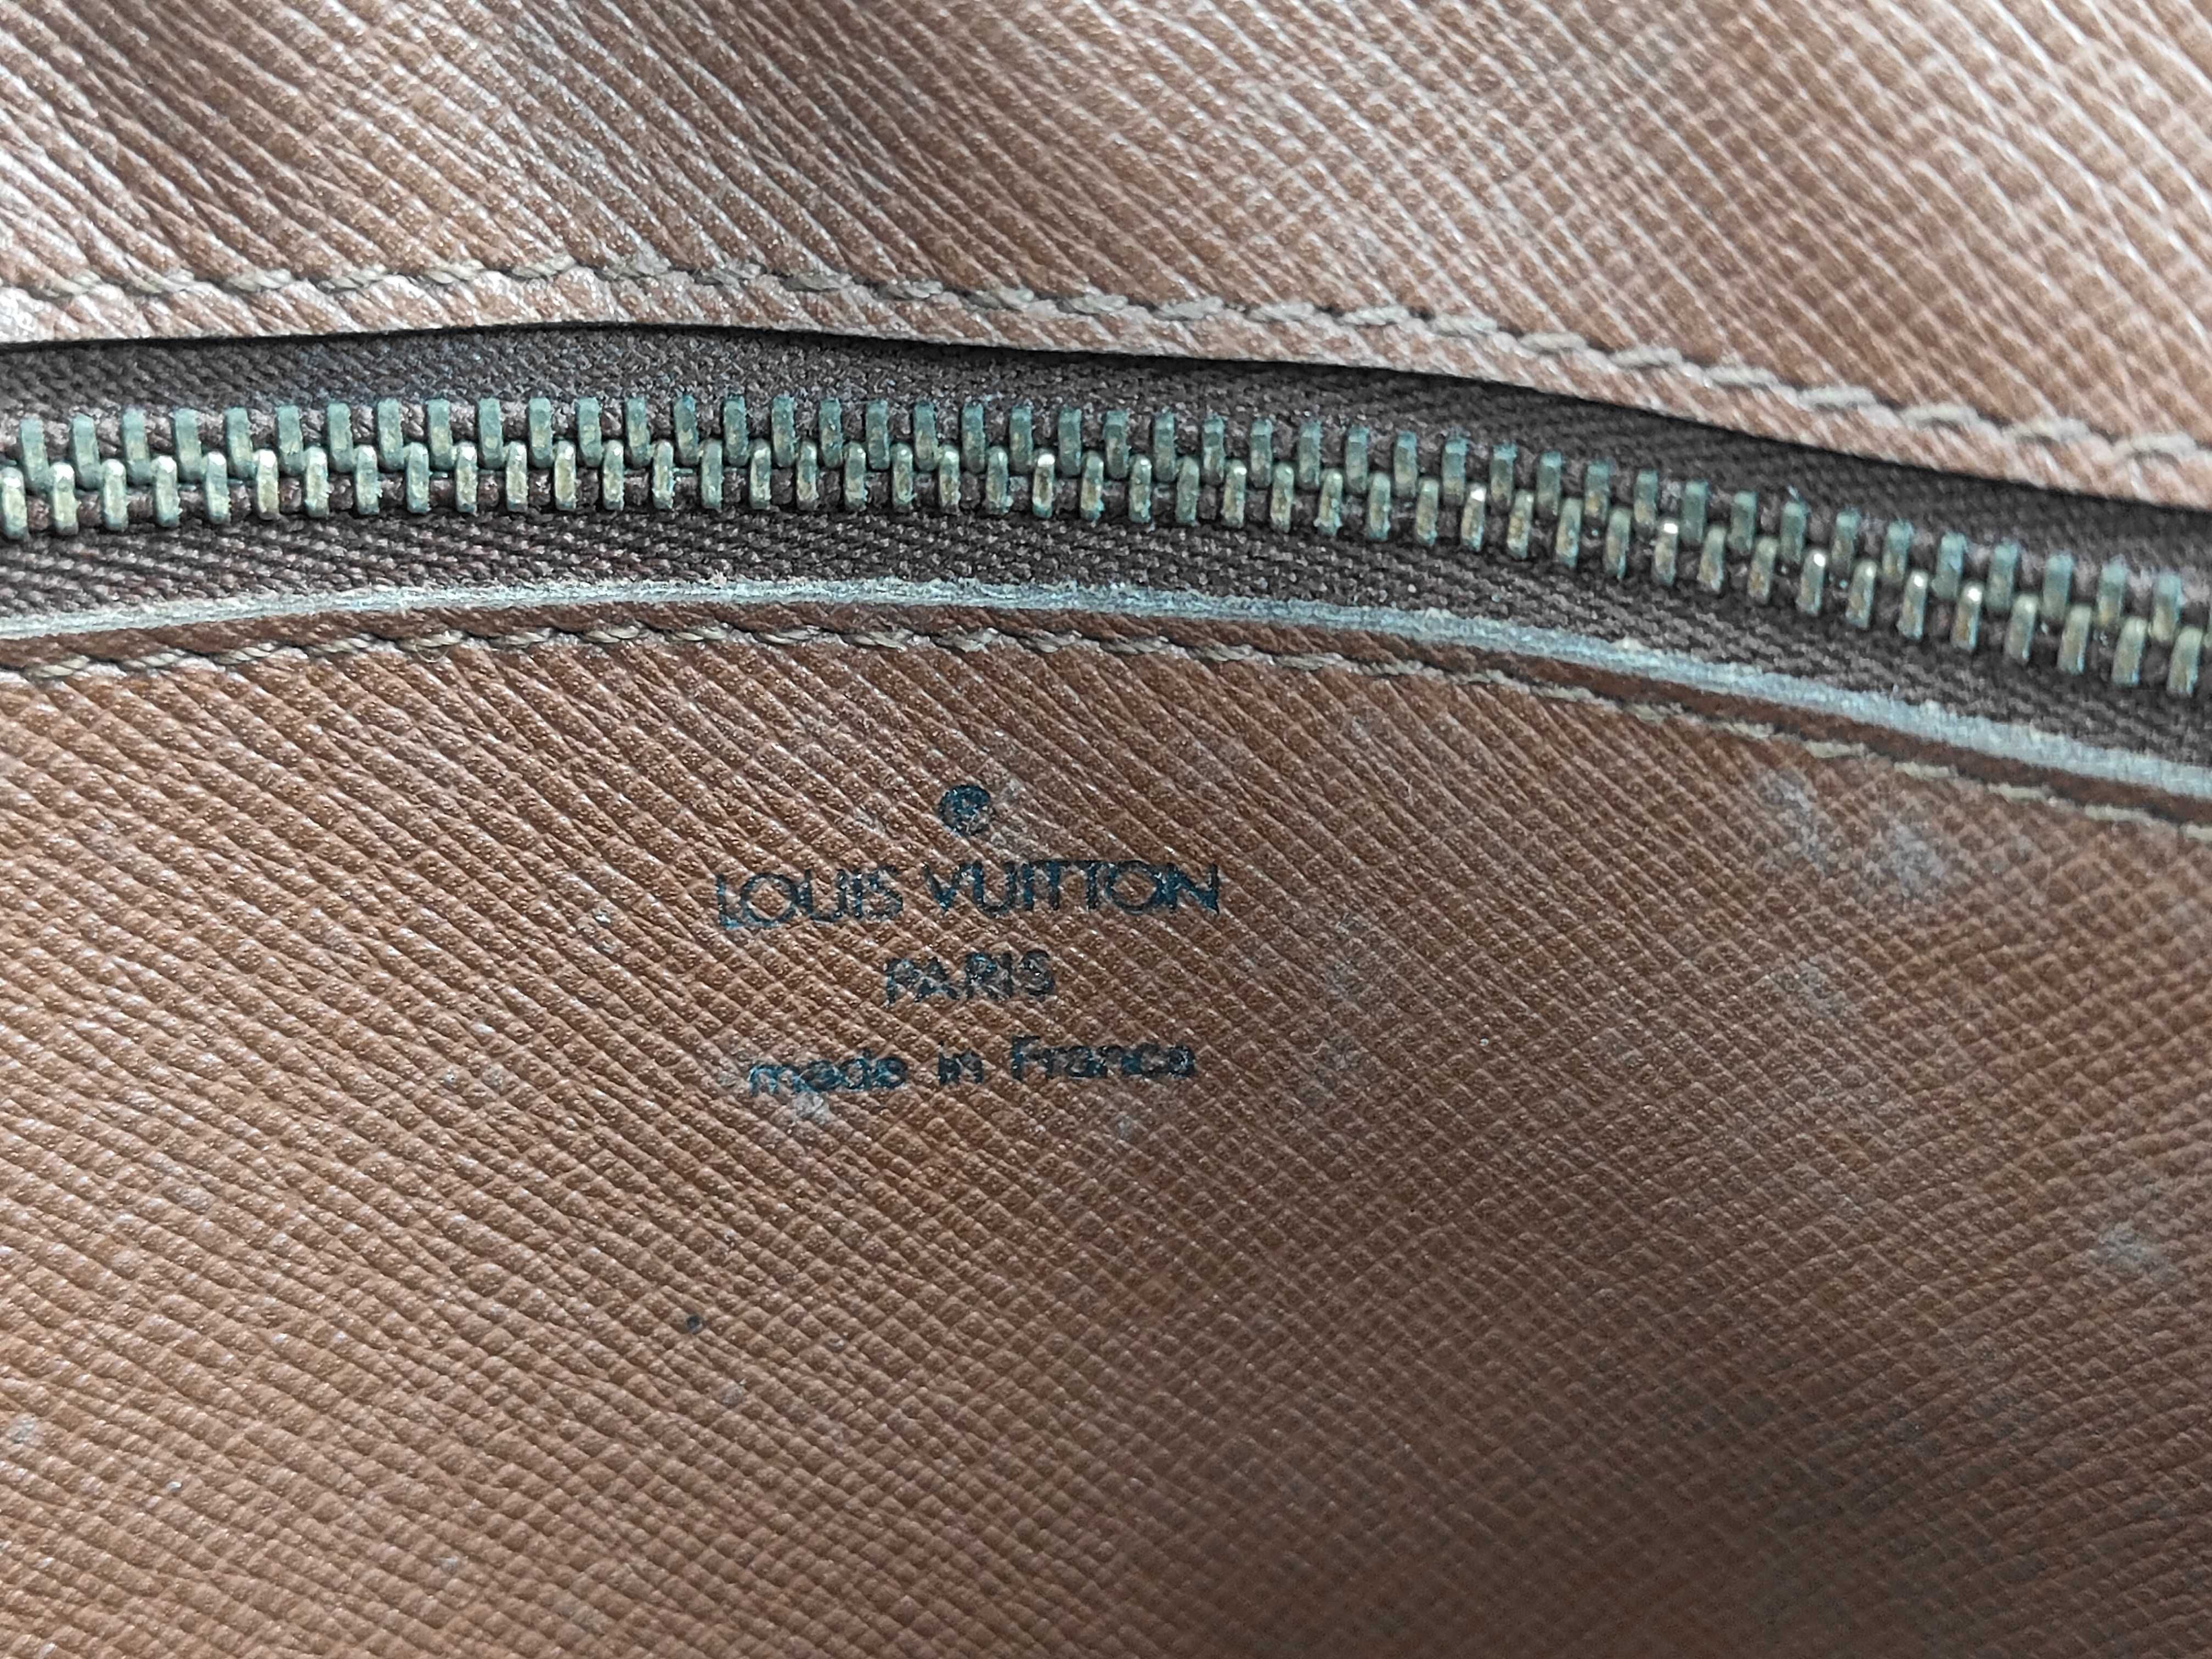 ®
LOUIS VUITTON
PARIS
made in France